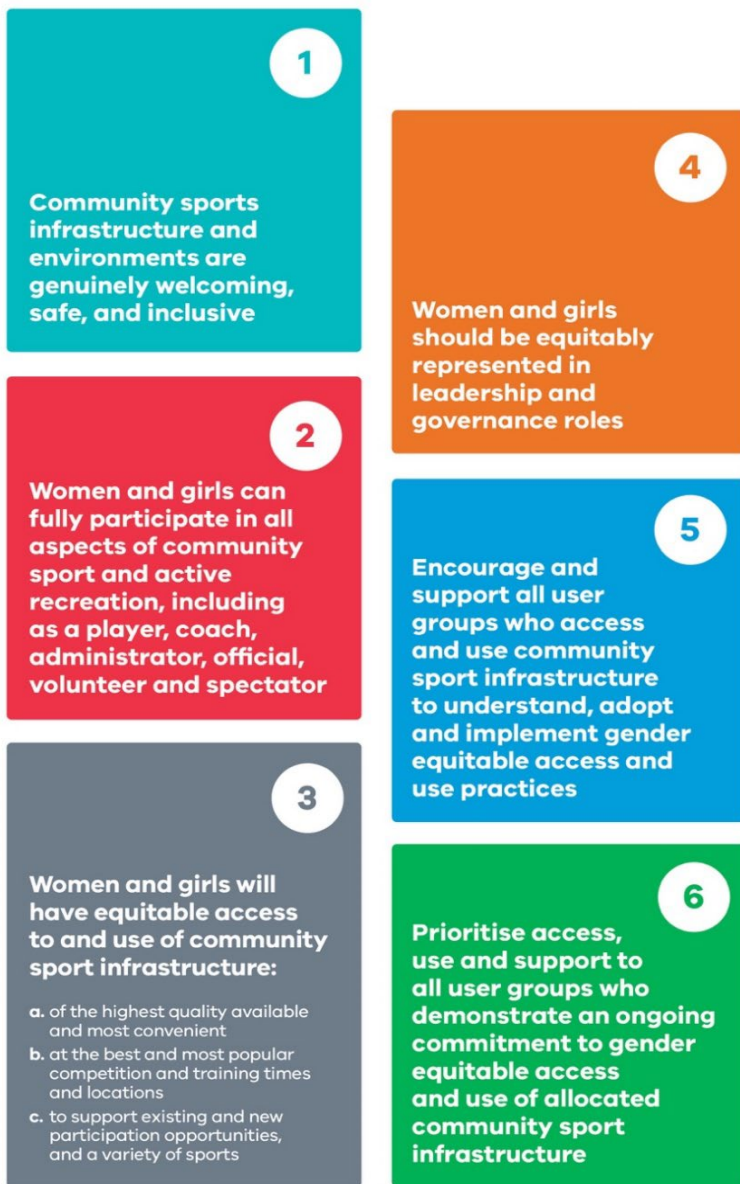 1
Community sports
infrastructure and
environments are
genuinely welcoming,
safe, and inclusive
2
Women and girls can
fully participate in all
aspects of community
sport and active
recreation, including
as a player, coach,
administrator, official,
volunteer and spectator
3
Women and girls will
have equitable access
to and use of community
sport infrastructure:
a. of the highest quality available
and most convenient
b. at the best and most popular
competition and training times
and locations
c. to support existing and new
participation opportunities,
and a variety of sports
4
Women and girls
should be equitably
represented in
leadership and
governance roles
5
Encourage and
support all user
groups who access
and use community
sport infrastructure
to understand, adopt
and implement gender
equitable access and
use practices
6
Prioritise access,
use and support to
all user groups who
demonstrate an ongoing
commitment to gender
equitable access
and use of allocated
community sport
infrastructure